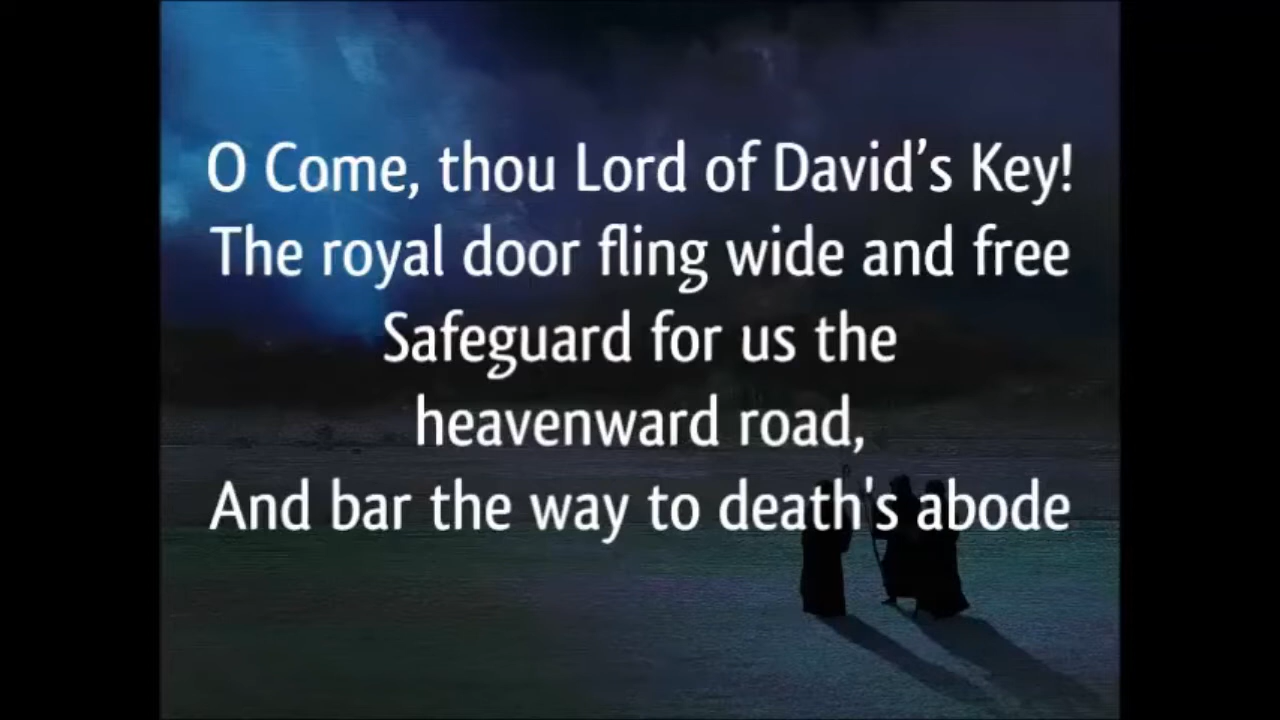 O Come, thou Lord of David’s Key!
The royal door fling wide and free
Safeguard for us the
heavenward road,
And bar the way to death's abode